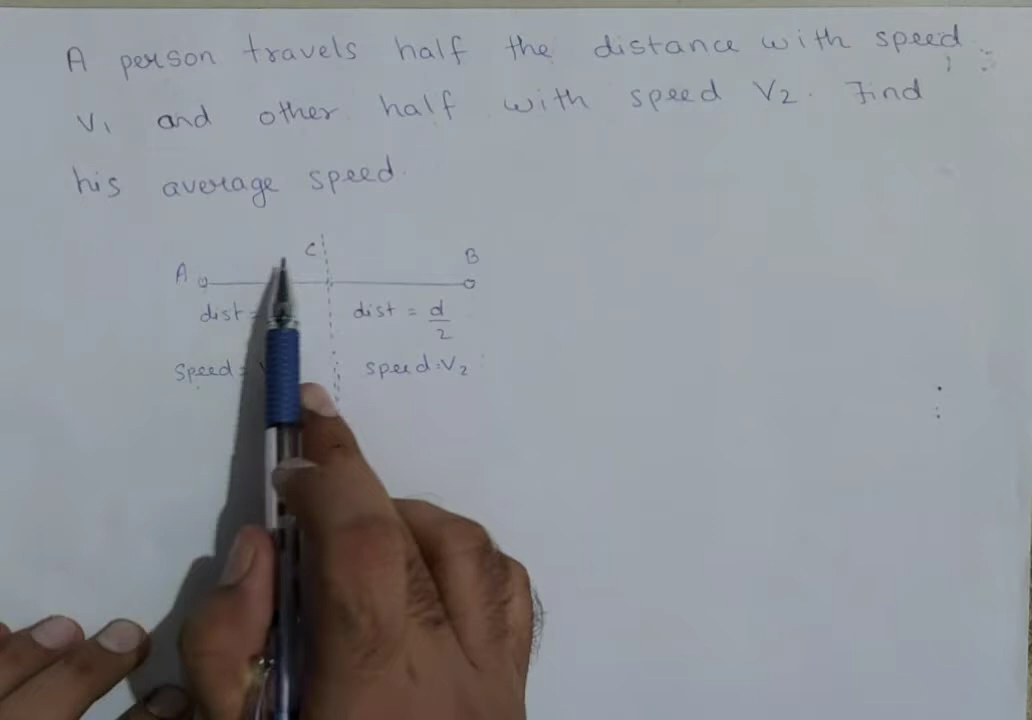 A person travels half the distance with speed
V1 and other half with speed V2. Find
his average speed.
C
A B
dist = dist = d/2
speed = speed = V2